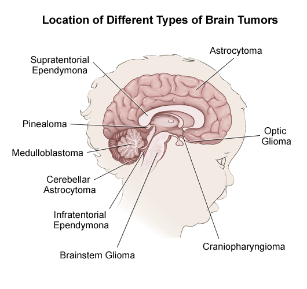 Location of Different Types of Brain Tumors
Astrocytoma
Supratentorial
Ependymona
Pinealoma
Medulloblastoma
Cerebellar
Astrocytoma
Infratentorial
Ependymona
Brainstem Glioma
Optic
Glioma
Craniopharyngioma